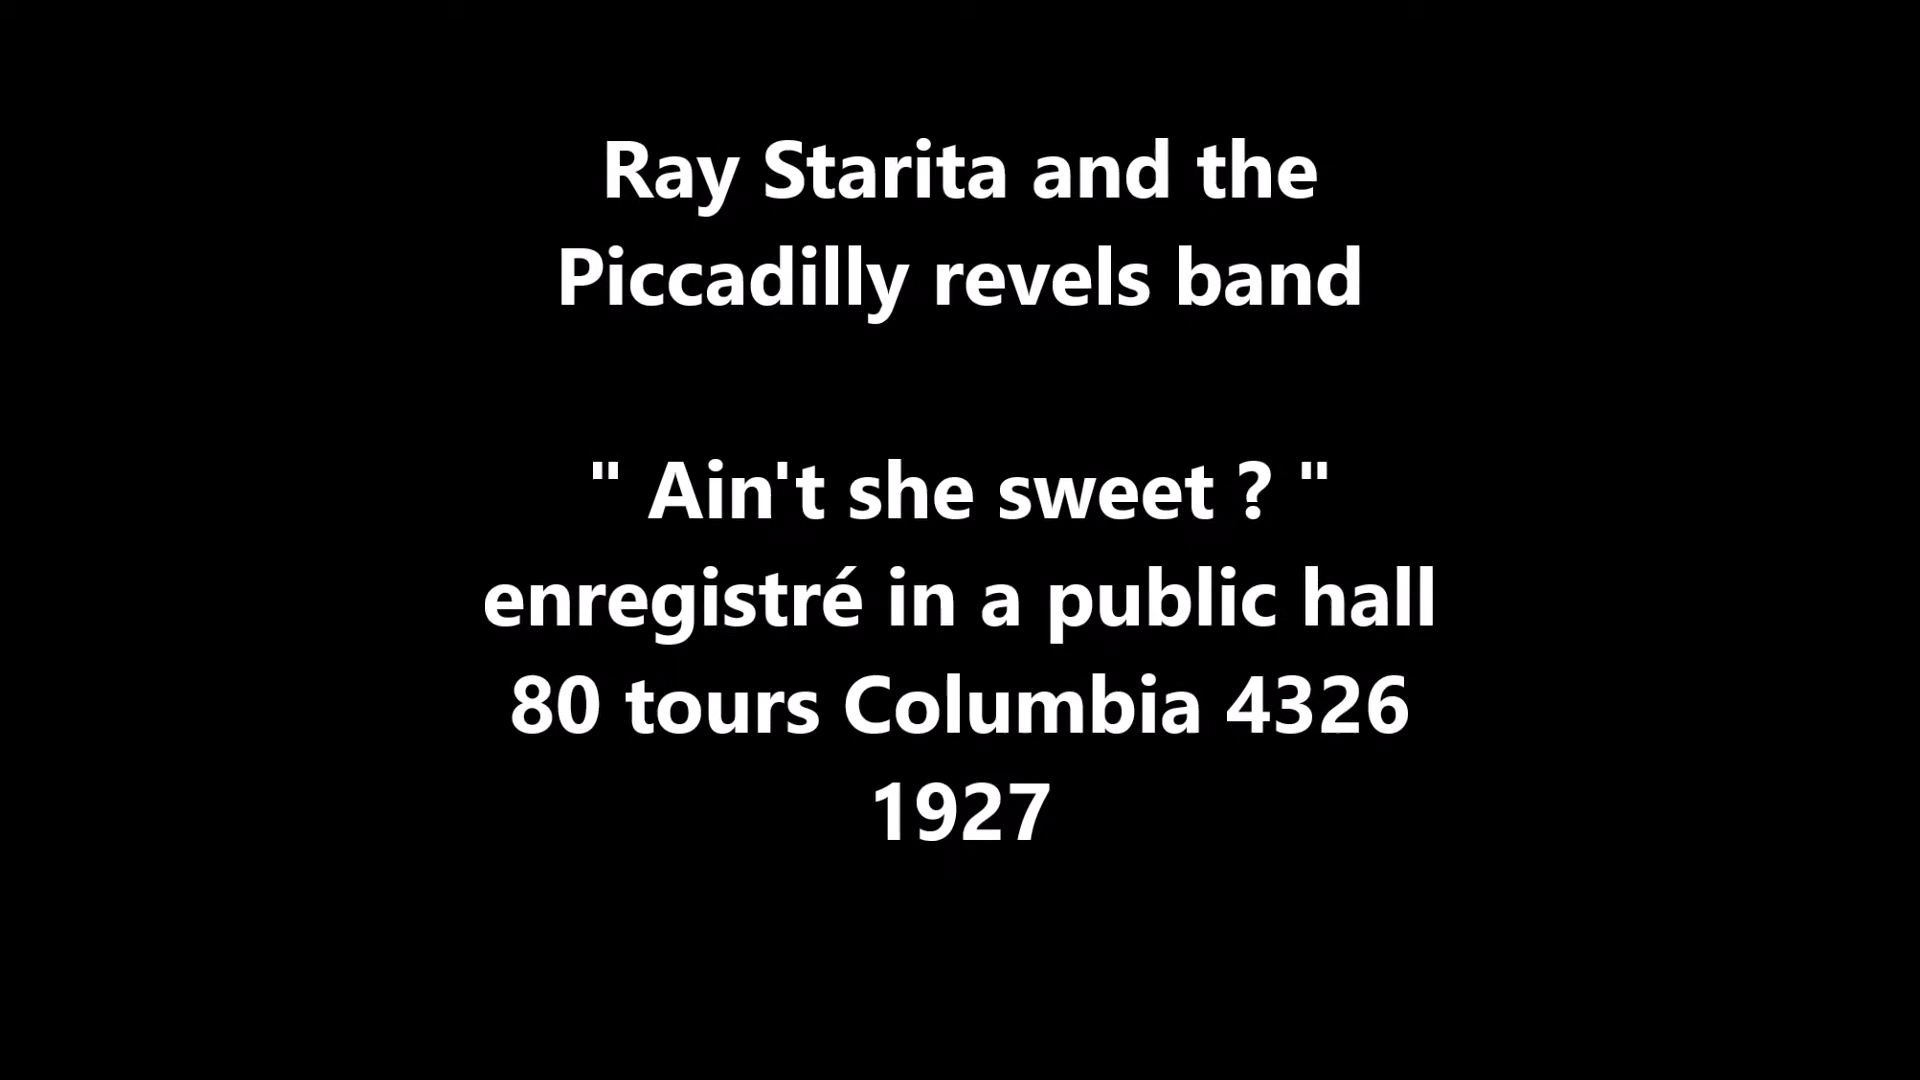 Ray Starita and the
Piccadilly revels band
" Ain't she sweet ? "
enregistré in a public hall
80 tours Columbia 4326
1927